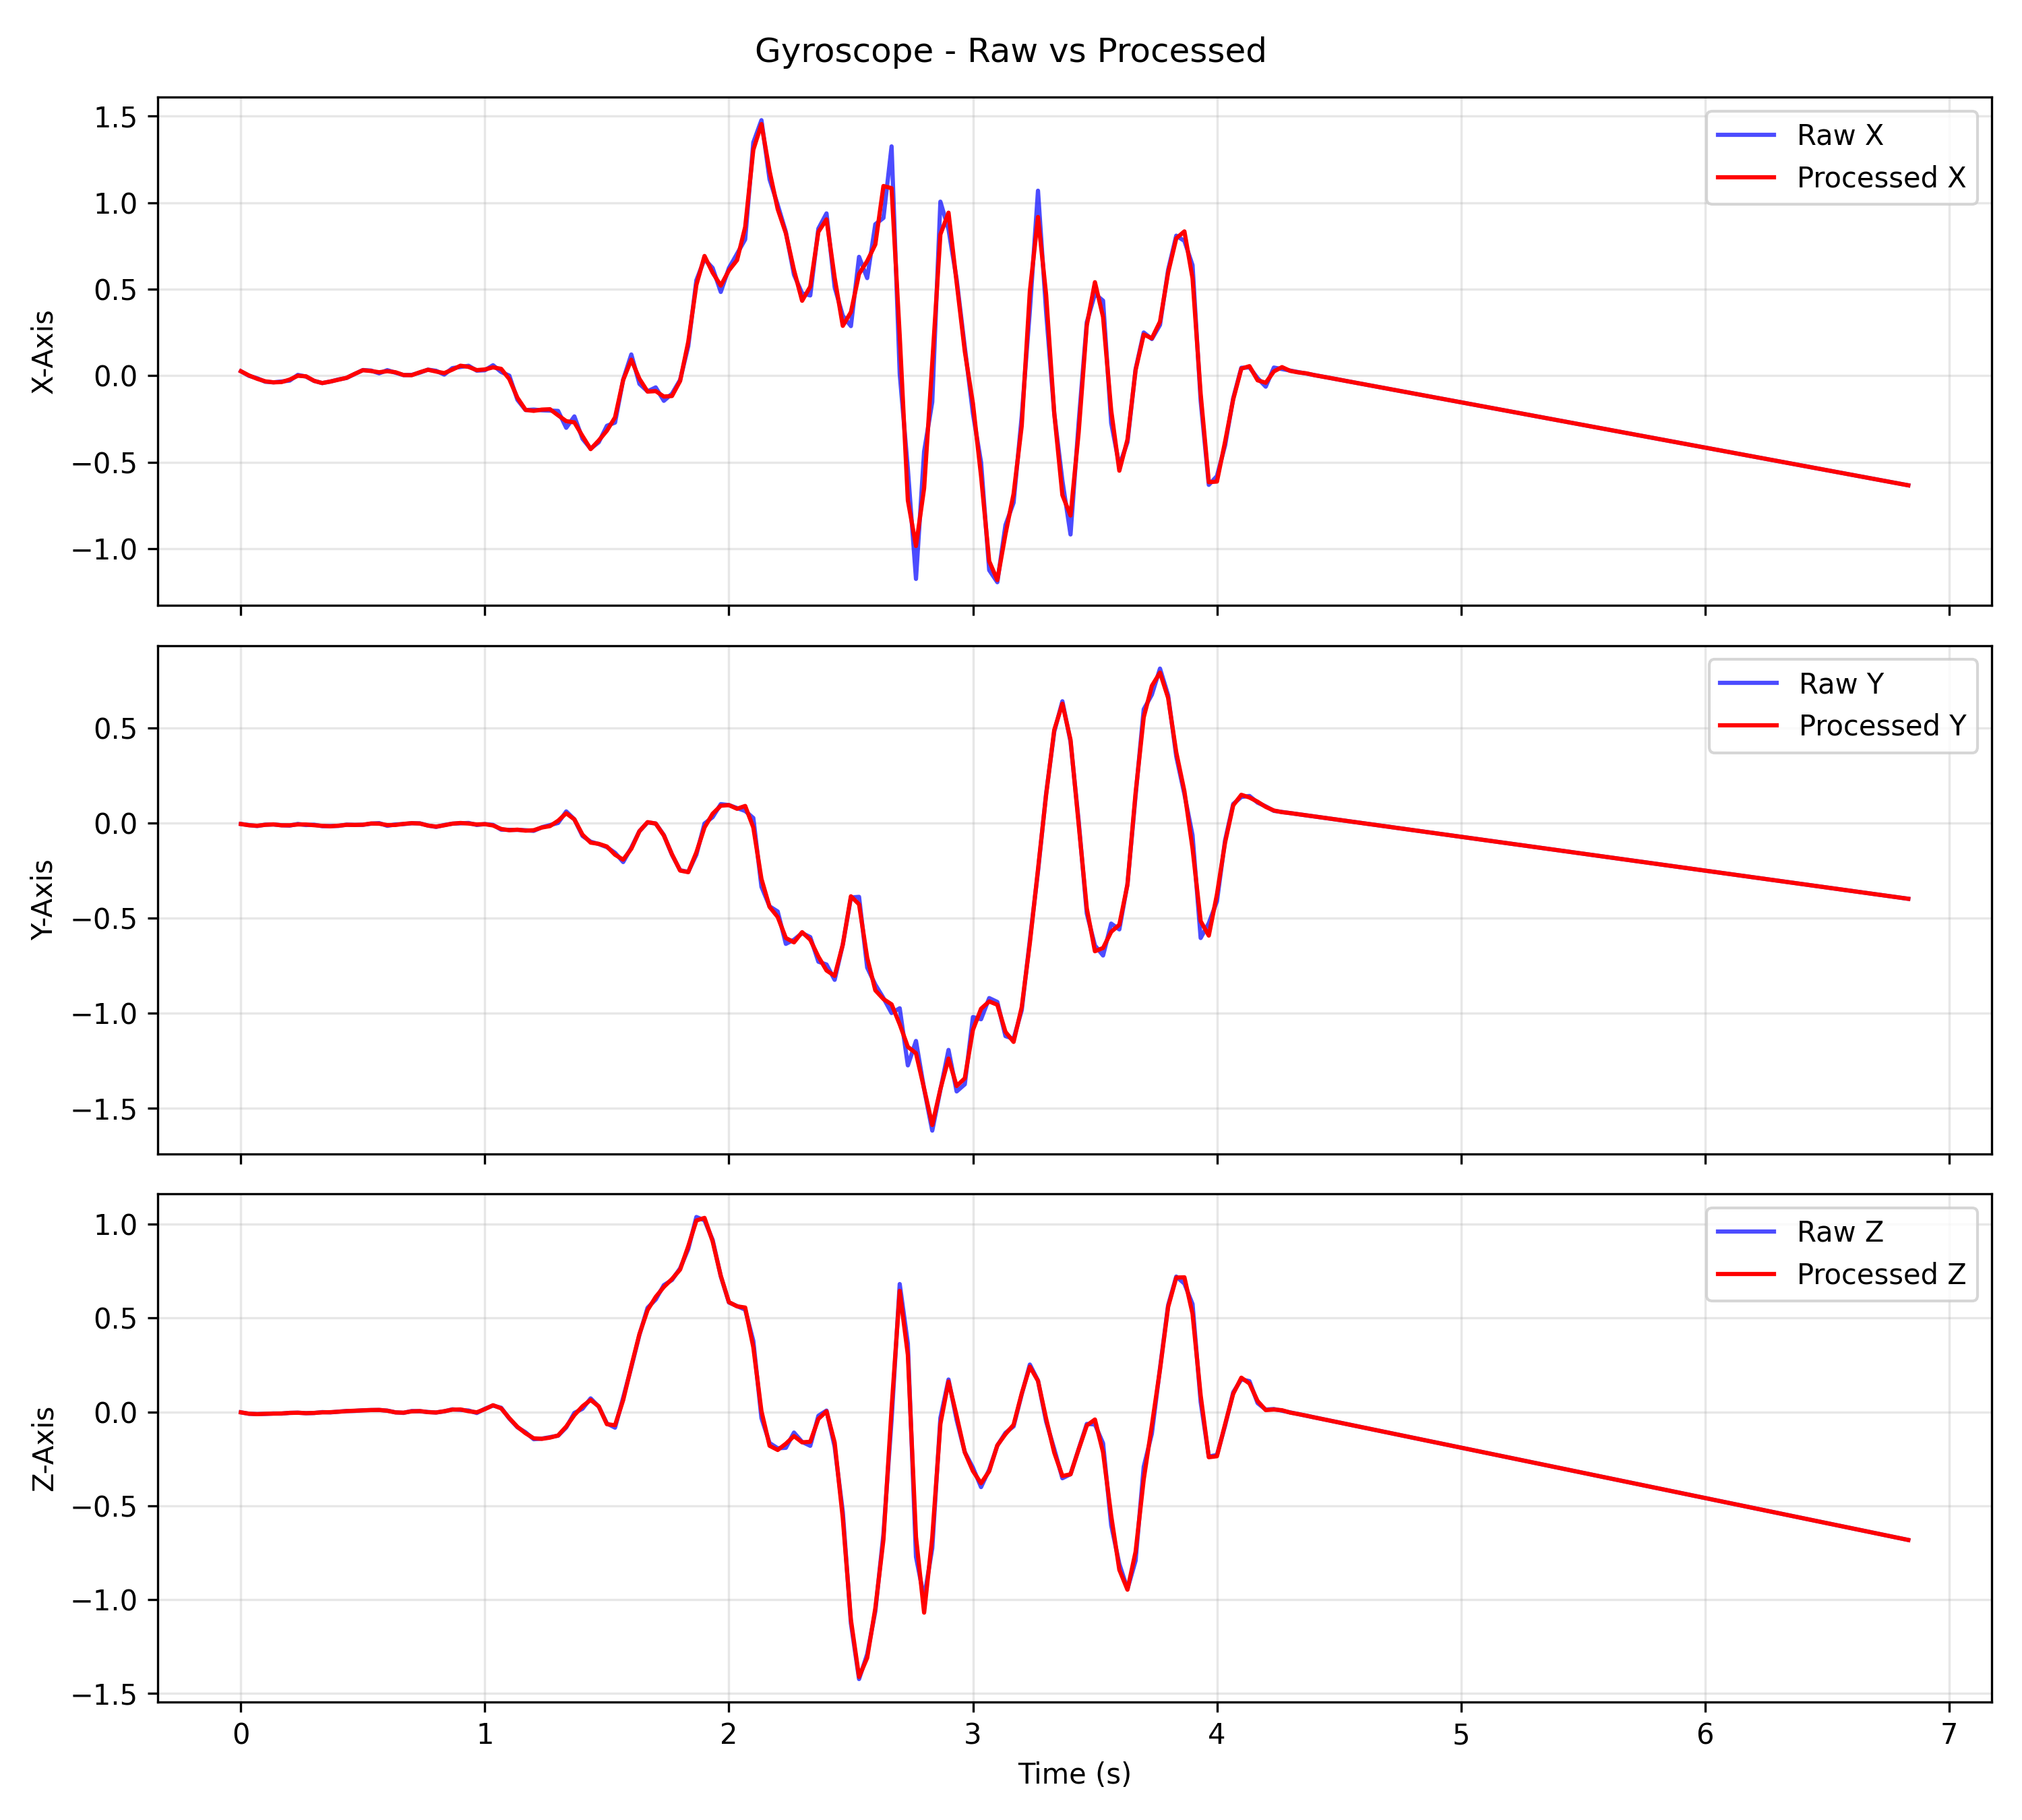 Gyroscope - Raw vs Processed
1.5
1.0
0.5
0.0
−0.5
−1.0
X-Axis
Raw X
Processed X
0.5
0.0
−0.5
−1.0
−1.5
Y-Axis
Raw Y
Processed Y
1.0
0.5
0.0
−0.5
−1.0
−1.5
Z-Axis
Raw Z
Processed Z
0 1 2 3 4 5 6 7
Time (s)